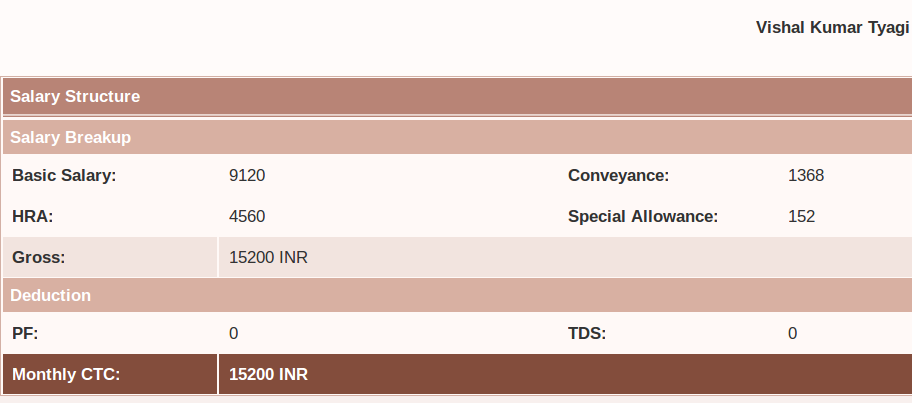 Vishal Kumar Tyagi
Salary Structure
Salary Breakup
Basic Salary: 9120 Conveyance: 1368
HRA: 4560 Special Allowance: 152
Gross: 15200 INR
Deduction
PF: 0 TDS: 0
Monthly CTC: 15200 INR